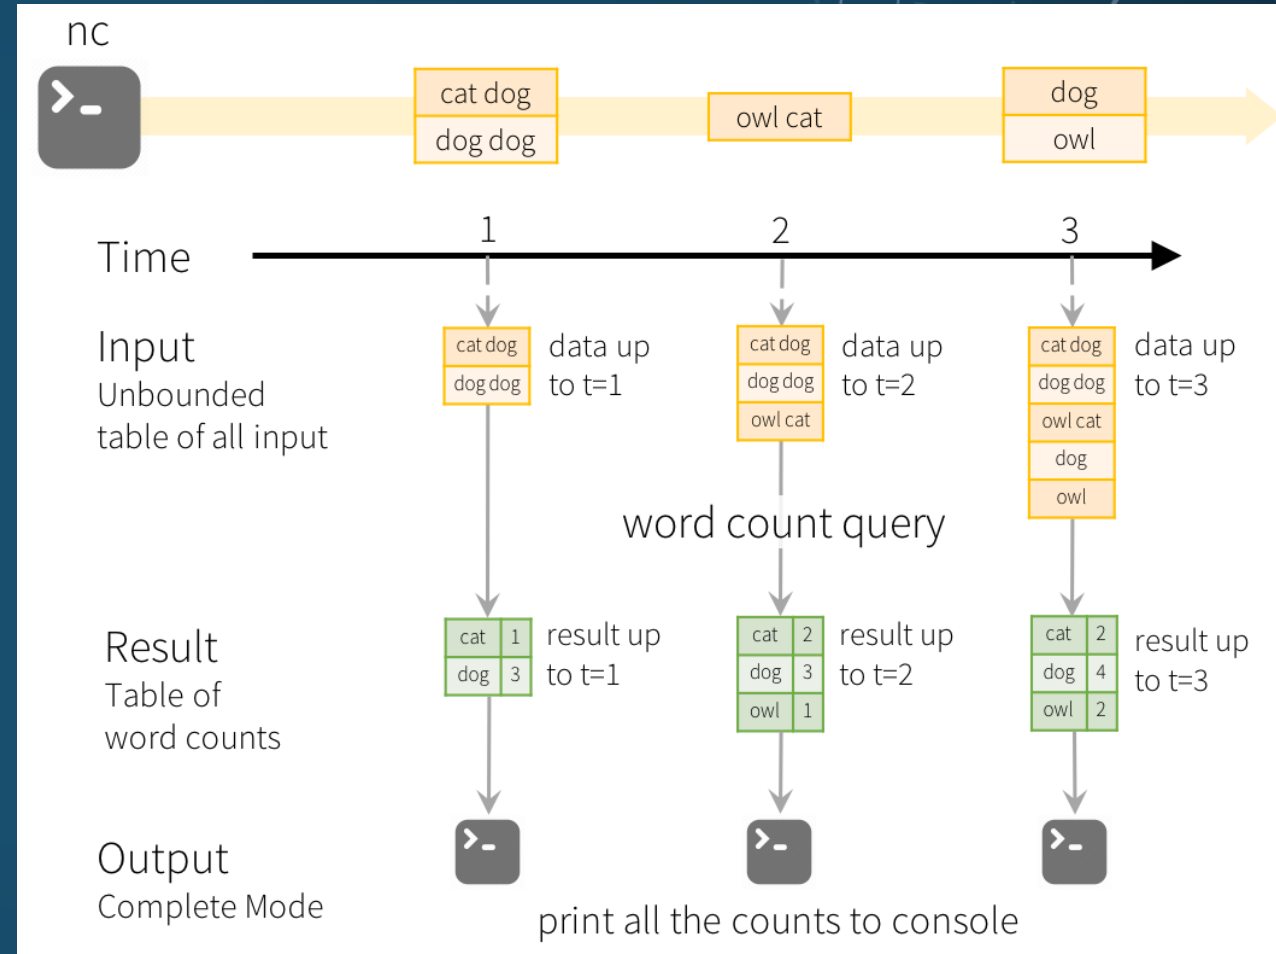 nc
cat dog
dog dog
owl cat
dog
owl
Time
1
2
3
Input
Unbounded
table of all input
cat dog
dog dog
data up
to t=1
cat dog
dog dog
owl cat
data up
to t=2
cat dog
dog dog
owl cat
dog
owl
data up
to t=3
word count query
Result
Table of
word counts
cat 1
dog 3
result up
to t=1
cat 2
dog 3
owl 1
result up
to t=2
cat 2
dog 4
owl 2
result up
to t=3
Output
Complete Mode
print all the counts to console